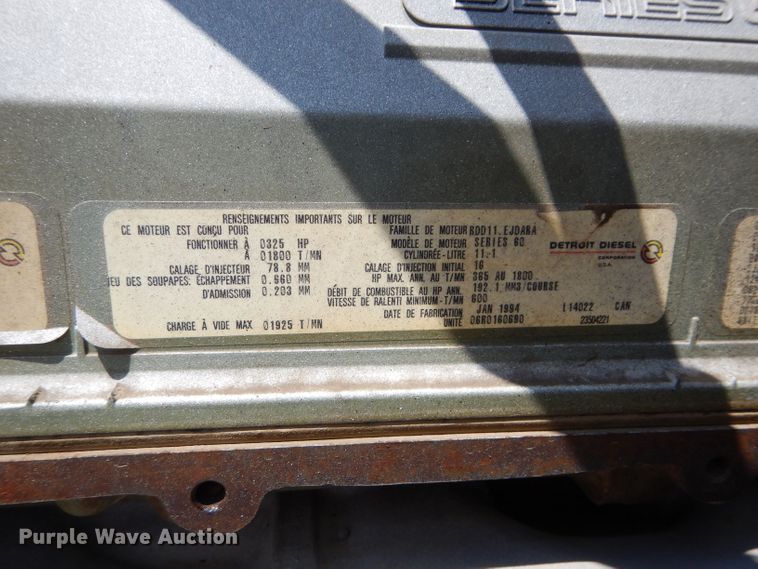 SERIES
RENSEIGNEMENTS IMPORTANTS SUR LE MOTEUR
CE MOTEUR EST CONÇU POUR
FONCTIONNER À 0325 HP
À 01800 T/MN
CALAGE D'INJECTEUR 78.8 MM
JEU DES SOUPAPES: ÉCHAPPEMENT 0.660 MM
D'ADMISSION 0.203 MM
CHARGE À VIDE MAX 01925 T/MN
FAMILLE DE MOTEUR RDD11.EJDARA
MODÈLE DE MOTEUR SERIES 60
CYLINDRÉE-LITRE 11.1
CALAGE D'INJECTION INITIAL 16
HP MAX. ANN. AU T/MN 365 AU 1800
DÉBIT DE COMBUSTIBLE AU HP ANN. 192.1 MM3/COURSE
VITESSE DE RALENTI MINIMUM-T/MN 600
DATE DE FABRICATION JAN 1994 L14022 CAN
UNITÉ 06R0160690 23504221
DETROIT DIESEL
CORPORATION
U.S.A.
Purple Wave Auction